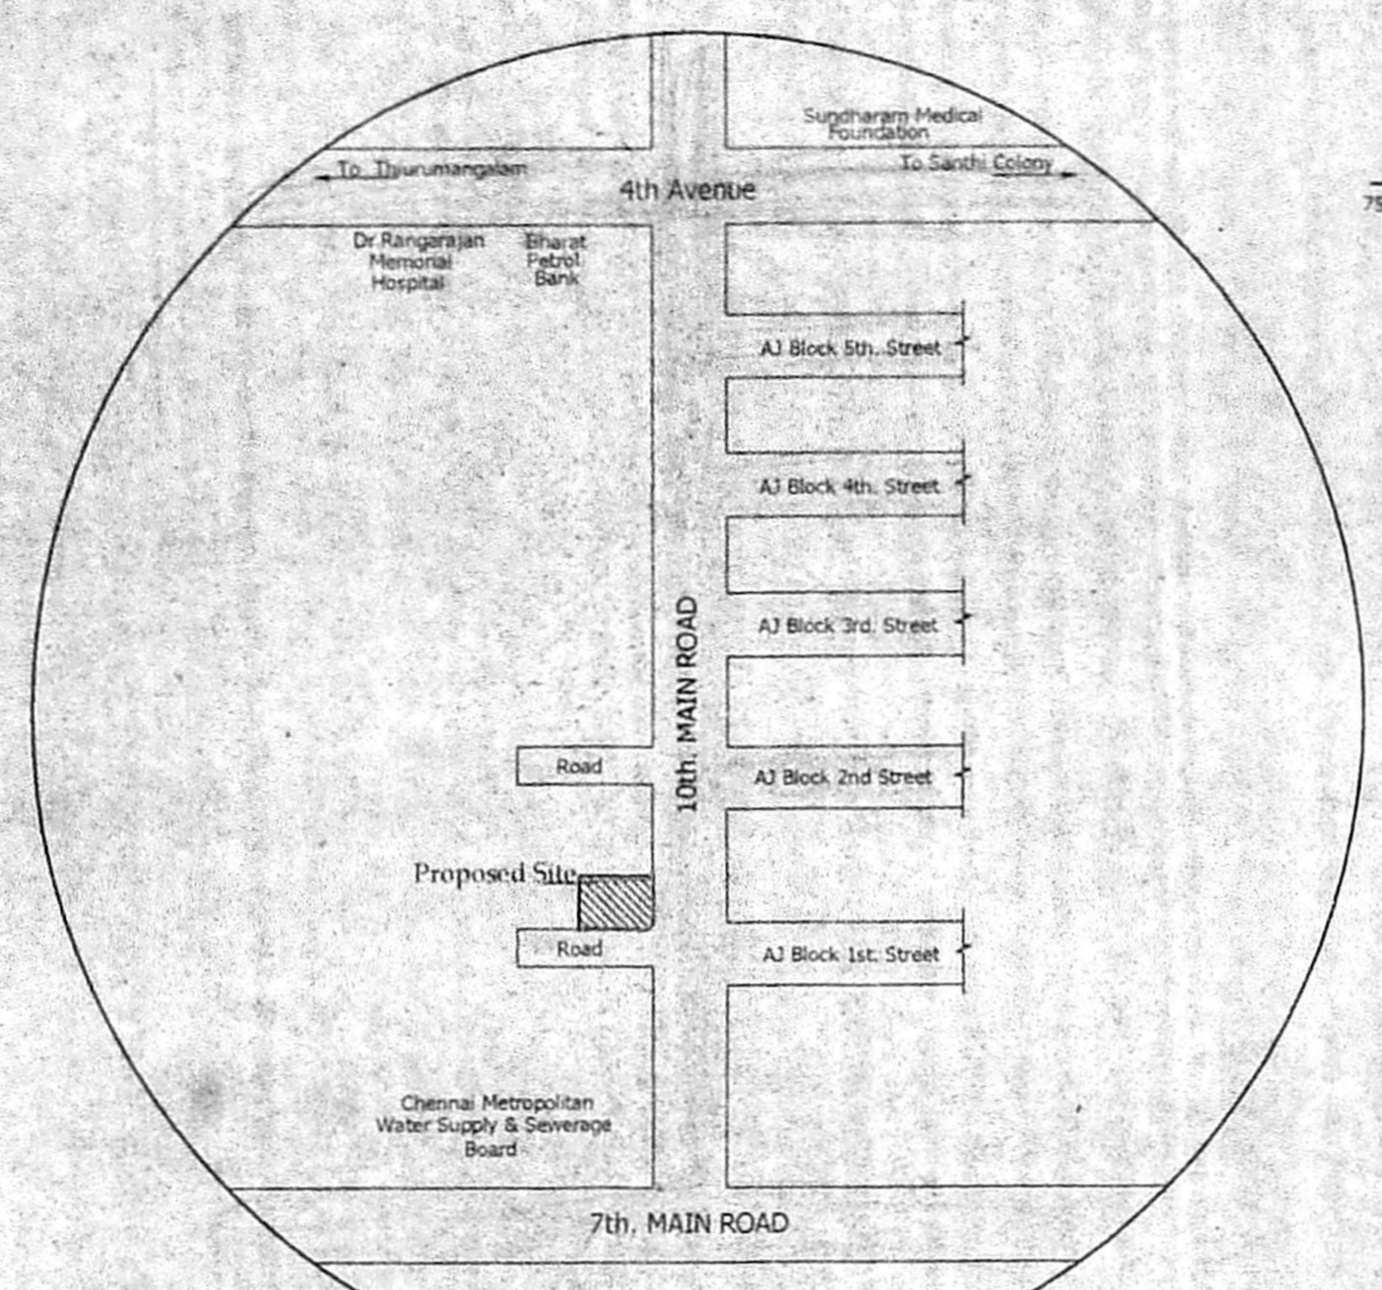 Sundharam Medical
Foundation
To Thiurumangalam
To Santhi Colony
4th Avenue
75
Dr.Rangarajan
Memorial
Hospital
Bharat
Petrol
Bank
AJ Block 5th. Street
AJ Block 4th. Street
AJ Block 3rd. Street
10th. MAIN ROAD
Road
AJ Block 2nd Street
Proposed Site
Road
AJ Block 1st. Street
Chennai Metropolitan
Water Supply & Sewerage
Board
7th. MAIN ROAD